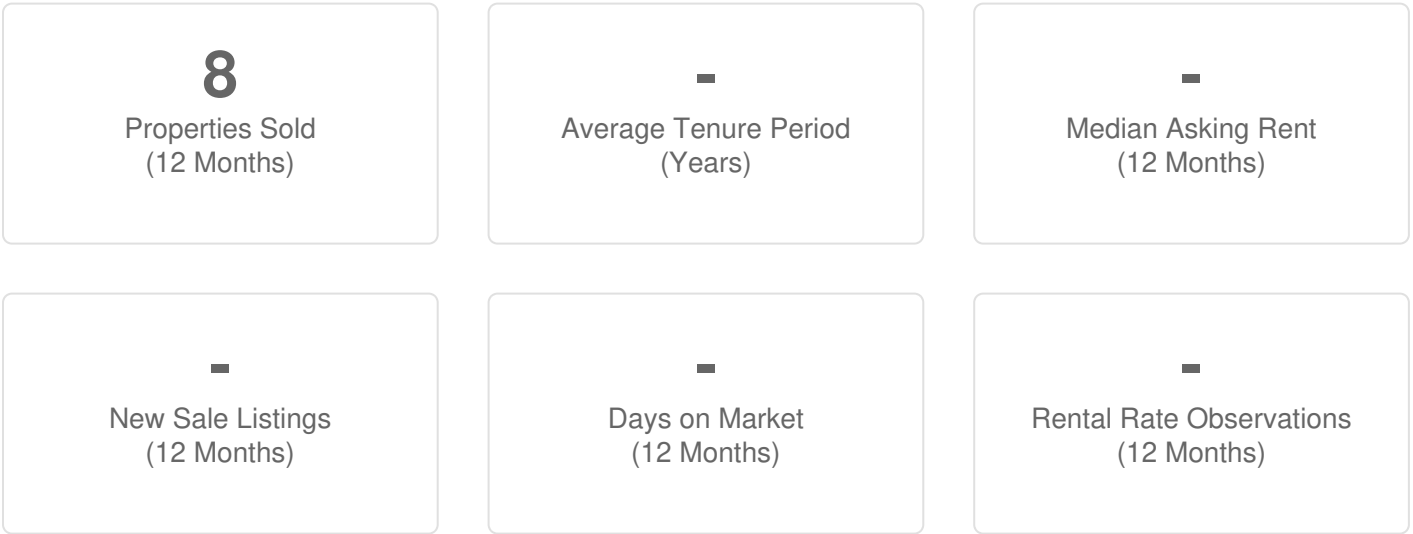 8
Properties Sold
(12 Months)
-
Average Tenure Period
(Years)
-
Median Asking Rent
(12 Months)
-
New Sale Listings
(12 Months)
-
Days on Market
(12 Months)
-
Rental Rate Observations
(12 Months)